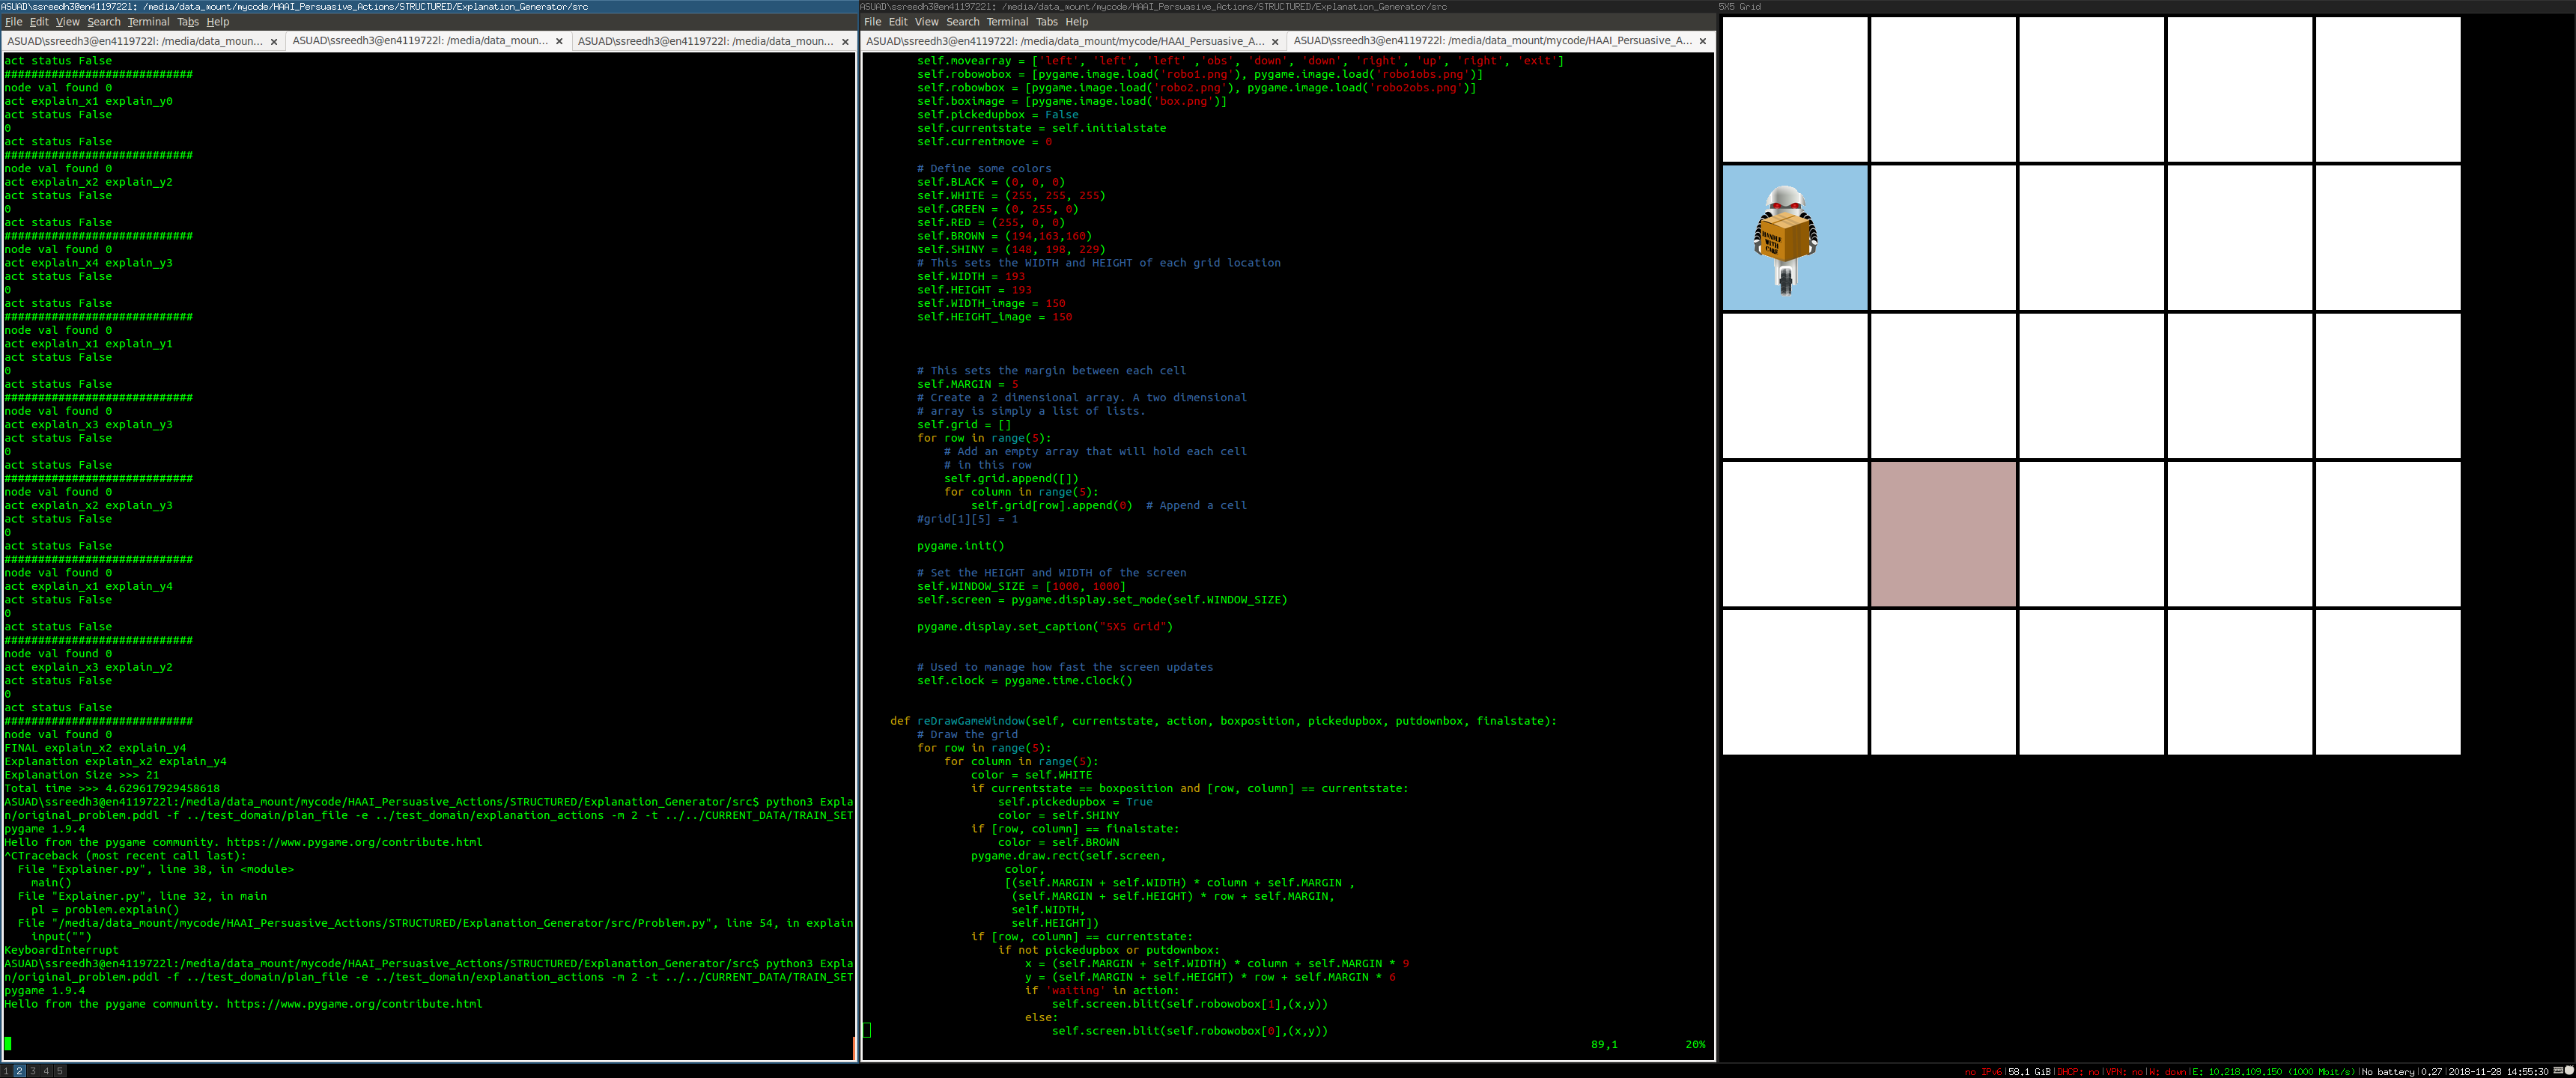 ASUAD\ssreedh3@en4119722l: /media/data_mount/mycode/HAAI_Persuasive_Actions/STRUCTURED/Explanation_Generator/src
File Edit View Search Terminal Tabs Help
ASUAD\ssreedh3@en4119722l: /media/data_moun... × ASUAD\ssreedh3@en4119722l: /media/data_moun... × ASUAD\ssreedh3@en4119722l: /media/data_moun... ×
act status False
############################
node val found 0
act explain_x1 explain_y0
act status False
0
act status False
############################
node val found 0
act explain_x2 explain_y2
act status False
0
act status False
############################
node val found 0
act explain_x4 explain_y3
act status False
0
act status False
############################
node val found 0
act explain_x1 explain_y1
act status False
0
act status False
############################
node val found 0
act explain_x3 explain_y3
act status False
0
act status False
############################
node val found 0
act explain_x2 explain_y3
act status False
0
act status False
############################
node val found 0
act explain_x1 explain_y4
act status False
0
act status False
############################
node val found 0
act explain_x3 explain_y2
act status False
0
act status False
############################
node val found 0
FINAL explain_x2 explain_y4
Explanation explain_x2 explain_y4
Explanation Size >>> 21
Total time >>> 4.629617929458618
ASUAD\ssreedh3@en4119722l:/media/data_mount/mycode/HAAI_Persuasive_Actions/STRUCTURED/Explanation_Generator/src$ python3 Expla
n/original_problem.pddl -f ../test_domain/plan_file -e ../test_domain/explanation_actions -m 2 -t ../../CURRENT_DATA/TRAIN_SET
pygame 1.9.4
Hello from the pygame community. https://www.pygame.org/contribute.html
^CTraceback (most recent call last):
  File "Explainer.py", line 38, in <module>
    main()
  File "Explainer.py", line 32, in main
    pl = problem.explain()
  File "/media/data_mount/mycode/HAAI_Persuasive_Actions/STRUCTURED/Explanation_Generator/src/Problem.py", line 54, in explain
    input("")
KeyboardInterrupt
ASUAD\ssreedh3@en4119722l:/media/data_mount/mycode/HAAI_Persuasive_Actions/STRUCTURED/Explanation_Generator/src$ python3 Expla
n/original_problem.pddl -f ../test_domain/plan_file -e ../test_domain/explanation_actions -m 2 -t ../../CURRENT_DATA/TRAIN_SET
pygame 1.9.4
Hello from the pygame community. https://www.pygame.org/contribute.html
ASUAD\ssreedh3@en4119722l: /media/data_mount/mycode/HAAI_Persuasive_Actions/STRUCTURED/Explanation_Generator/src
File Edit View Search Terminal Tabs Help
ASUAD\ssreedh3@en4119722l: /media/data_mount/mycode/HAAI_Persuasive_A... × ASUAD\ssreedh3@en4119722l: /media/data_mount/mycode/HAAI_Persuasive_A... ×
self.movearray = ['left', 'left', 'left' ,'obs', 'down', 'down', 'right', 'up', 'right', 'exit']
self.robowobox = [pygame.image.load('robo1.png'), pygame.image.load('robo1obs.png')]
self.robowbox = [pygame.image.load('robo2.png'), pygame.image.load('robo2obs.png')]
self.boximage = [pygame.image.load('box.png')]
self.pickedupbox = False
self.currentstate = self.initialstate
self.currentmove = 0
# Define some colors
self.BLACK = (0, 0, 0)
self.WHITE = (255, 255, 255)
self.GREEN = (0, 255, 0)
self.RED = (255, 0, 0)
self.BROWN = (194,163,160)
self.SHINY = (148, 198, 229)
# This sets the WIDTH and HEIGHT of each grid location
self.WIDTH = 193
self.HEIGHT = 193
self.WIDTH_image = 150
self.HEIGHT_image = 150
# This sets the margin between each cell
self.MARGIN = 5
# Create a 2 dimensional array. A two dimensional
# array is simply a list of lists.
self.grid = []
for row in range(5):
# Add an empty array that will hold each cell
# in this row
self.grid.append([])
for column in range(5):
self.grid[row].append(0)  # Append a cell
#grid[1][5] = 1
pygame.init()
# Set the HEIGHT and WIDTH of the screen
self.WINDOW_SIZE = [1000, 1000]
self.screen = pygame.display.set_mode(self.WINDOW_SIZE)
pygame.display.set_caption("5X5 Grid")
# Used to manage how fast the screen updates
self.clock = pygame.time.Clock()
def reDrawGameWindow(self, currentstate, action, boxposition, pickedupbox, putdownbox, finalstate):
# Draw the grid
for row in range(5):
for column in range(5):
color = self.WHITE
if currentstate == boxposition and [row, column] == currentstate:
self.pickedupbox = True
color = self.SHINY
if [row, column] == finalstate:
color = self.BROWN
pygame.draw.rect(self.screen,
color,
[(self.MARGIN + self.WIDTH) * column + self.MARGIN ,
(self.MARGIN + self.HEIGHT) * row + self.MARGIN,
self.WIDTH,
self.HEIGHT])
if [row, column] == currentstate:
if not pickedupbox or putdownbox:
x = (self.MARGIN + self.WIDTH) * column + self.MARGIN * 9
y = (self.MARGIN + self.HEIGHT) * row + self.MARGIN * 6
if 'waiting' in action:
self.screen.blit(self.robowobox[1],(x,y))
else:
self.screen.blit(self.robowobox[0],(x,y))
89,1 20%
5X5 Grid
HANDLE
WITH
CARE
1 2 3 4 5
no IPv6|58.1 GiB|DHCP: no|VPN: no|W: down|E: 10.218.109.150 (1000 Mbit/s)|No battery|0.27|2018-11-28 14:55:30